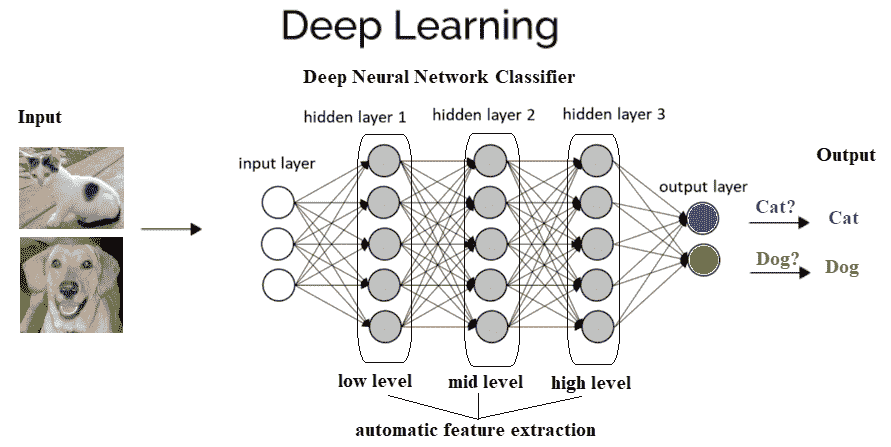 Deep Learning
Deep Neural Network Classifier
Input
hidden layer 1
hidden layer 2
hidden layer 3
input layer
Output
output layer
Cat?
Cat
Dog?
Dog
low level
mid level
high level
automatic feature extraction